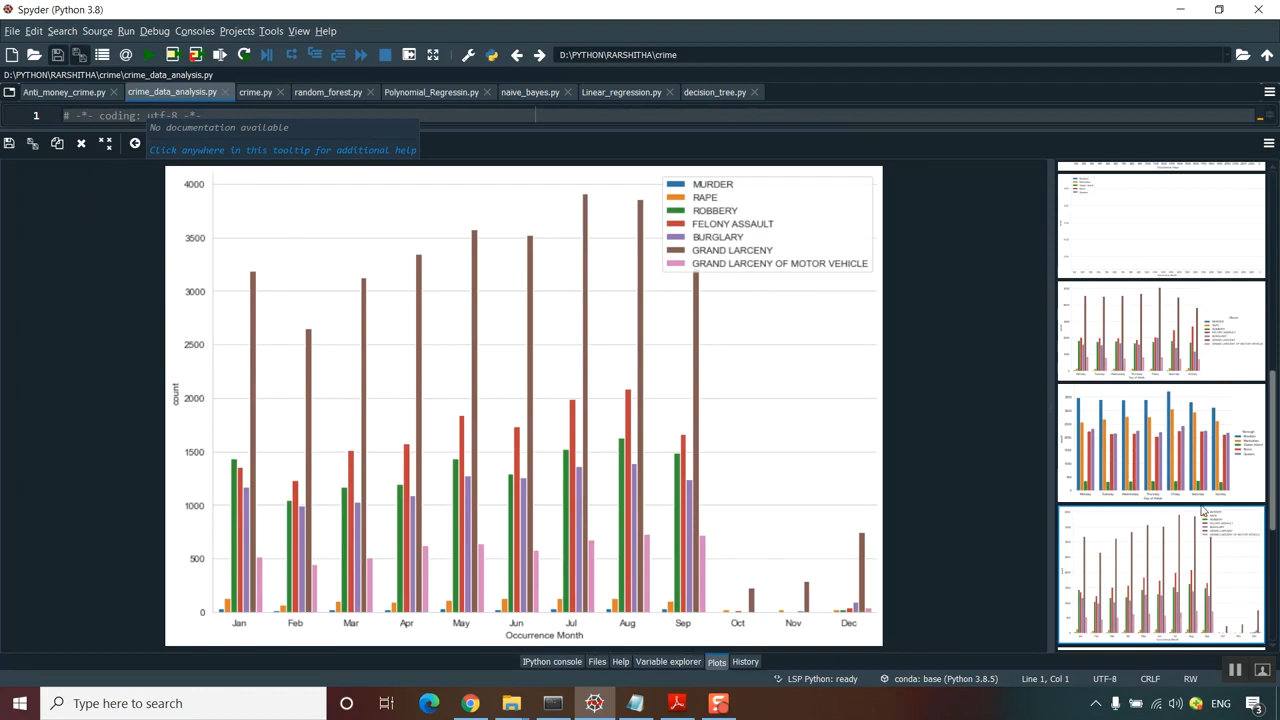 Spyder (Python 3.8)
File Edit Search Source Run Debug Consoles Projects Tools View Help
D:\PYTHON\RARSHITHA\crime
D:\PYTHON\RARSHITHA\crime\crime_data_analysis.py
Anti_money_crime.py crime_data_analysis.py crime.py random_forest.py Polynomial_Regressin.py naive_bayes.py Linear_regression.py decision_tree.py
1 # -*- coding: utf-8 -*-
No documentation available
Click anywhere in this tooltip for additional help
MURDER
RAPE
ROBBERY
FELONY ASSAULT
BURGLARY
GRAND LARCENY
GRAND LARCENY OF MOTOR VEHICLE
4000
3500
3000
2500
2000
1500
1000
500
0
count
Jan Feb Mar Apr May Jun Jul Aug Sep Oct Nov Dec
Occurrence Month
IPython console Files Help Variable explorer Plots History
LSP Python: ready conda: base (Python 3.8.5) Line 1, Col 1 UTF-8 CRLF RW
Type here to search
ENG
3